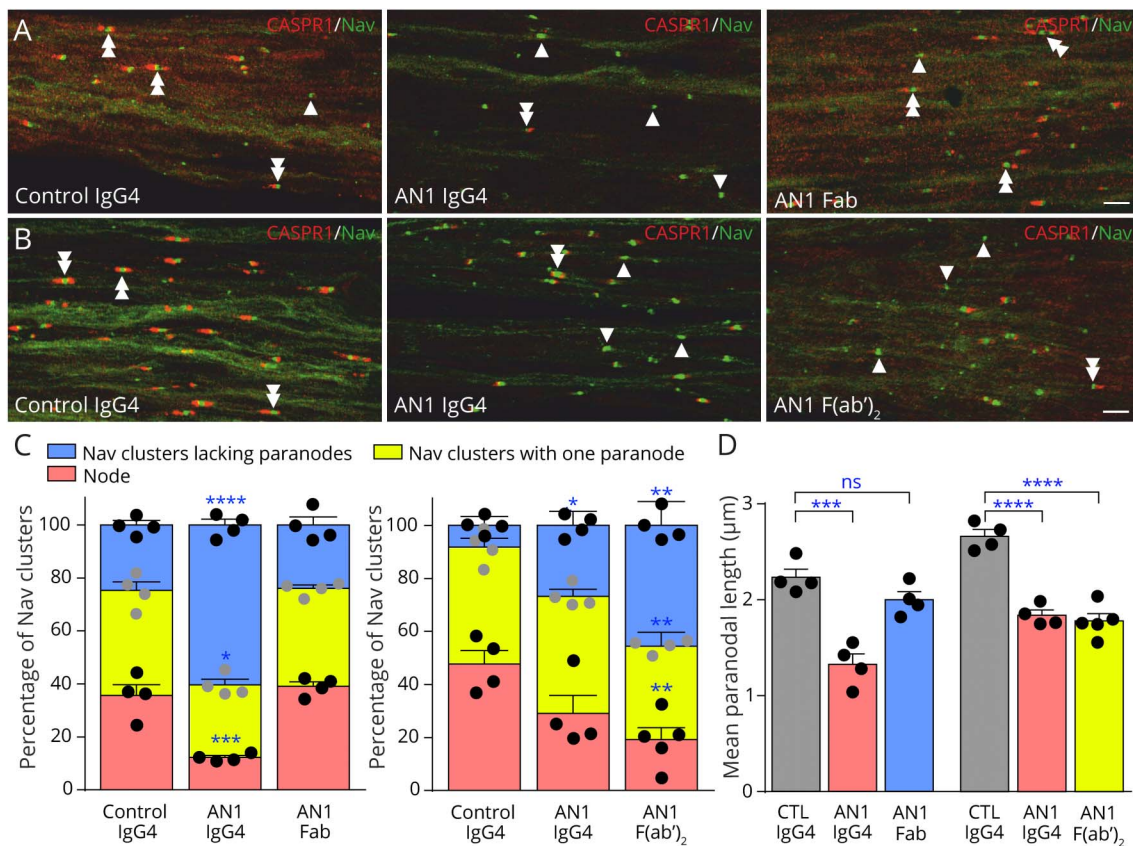 A
CASPR1/Nav
Control IgG4
CASPR1/Nav
AN1 IgG4
CASPR1/Nav
AN1 Fab
B
CASPR1/Nav
Control IgG4
CASPR1/Nav
AN1 IgG4
CASPR1/Nav
AN1 F(ab')₂
C
Nav clusters lacking paranodes
Nav clusters with one paranode
Node
Percentage of Nav clusters
100
80
60
40
20
0
****
*
***
Control IgG4
AN1 IgG4
AN1 Fab
Percentage of Nav clusters
100
80
60
40
20
0
*
**
**
**
Control IgG4
AN1 IgG4
AN1 F(ab')₂
D
Mean paranodal length (µm)
3
2
1
0
ns
***
****
****
CTL IgG4
AN1 IgG4
AN1 Fab
CTL IgG4
AN1 IgG4
AN1 F(ab')₂